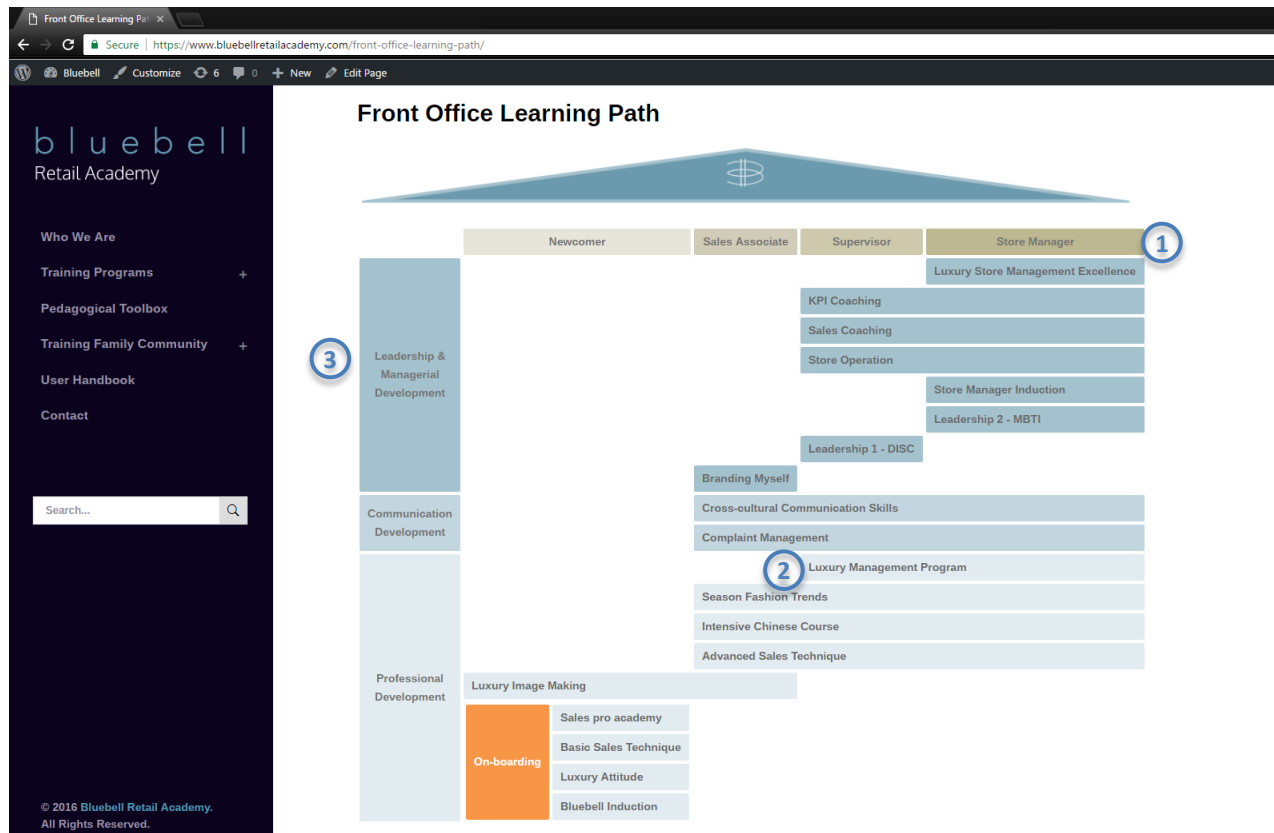 Front Office Learning Pat
Secure | https://www.bluebellretailacademy.com/front-office-learning-path/
Bluebell Customize 6 0 + New Edit Page
bluebell
Retail Academy
Who We Are
Training Programs +
Pedagogical Toolbox
Training Family Community +
User Handbook
Contact
Search...
© 2016 Bluebell Retail Academy.
All Rights Reserved.
Front Office Learning Path
Newcomer Sales Associate Supervisor Store Manager 1
Luxury Store Management Excellence
KPI Coaching
Sales Coaching
3
Leadership &
Managerial
Development
Store Operation
Store Manager Induction
Leadership 2 - MBTI
Leadership 1 - DISC
Branding Myself
Communication
Development
Cross-cultural Communication Skills
Complaint Management
2 Luxury Management Program
Season Fashion Trends
Intensive Chinese Course
Advanced Sales Technique
Professional
Development
Luxury Image Making
On-boarding
Sales pro academy
Basic Sales Technique
Luxury Attitude
Bluebell Induction